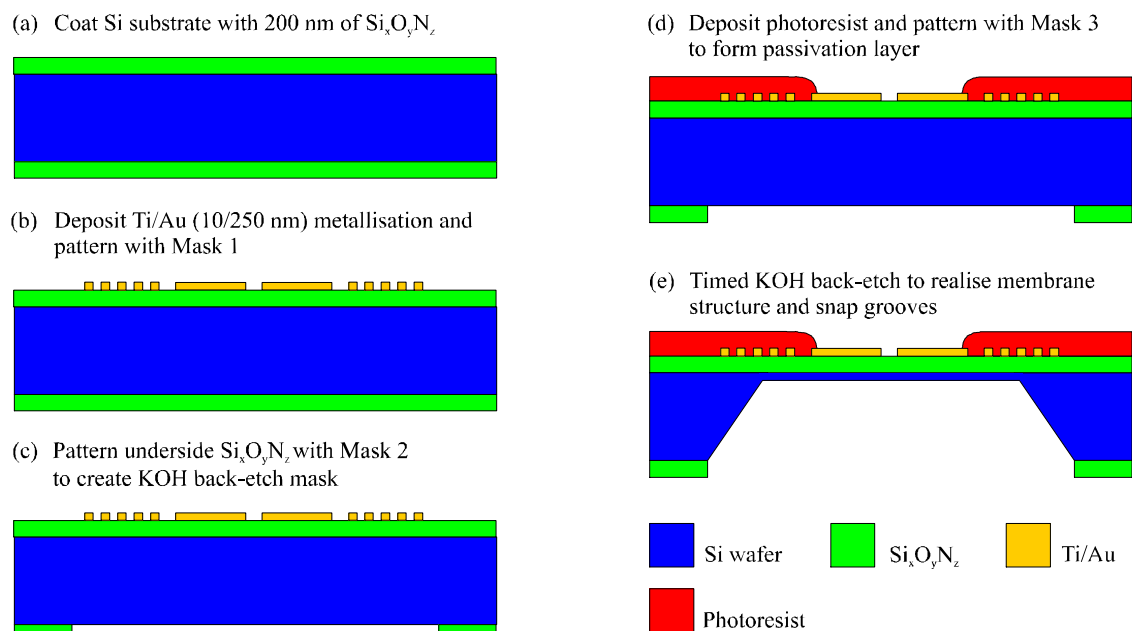 (a) Coat Si substrate with 200 nm of SixOyNz
(b) Deposit Ti/Au (10/250 nm) metallisation and
pattern with Mask 1
(c) Pattern underside SixOyNz with Mask 2
to create KOH back-etch mask
(d) Deposit photoresist and pattern with Mask 3
to form passivation layer
(e) Timed KOH back-etch to realise membrane
structure and snap grooves
Si wafer
SixOyNz
Ti/Au
Photoresist